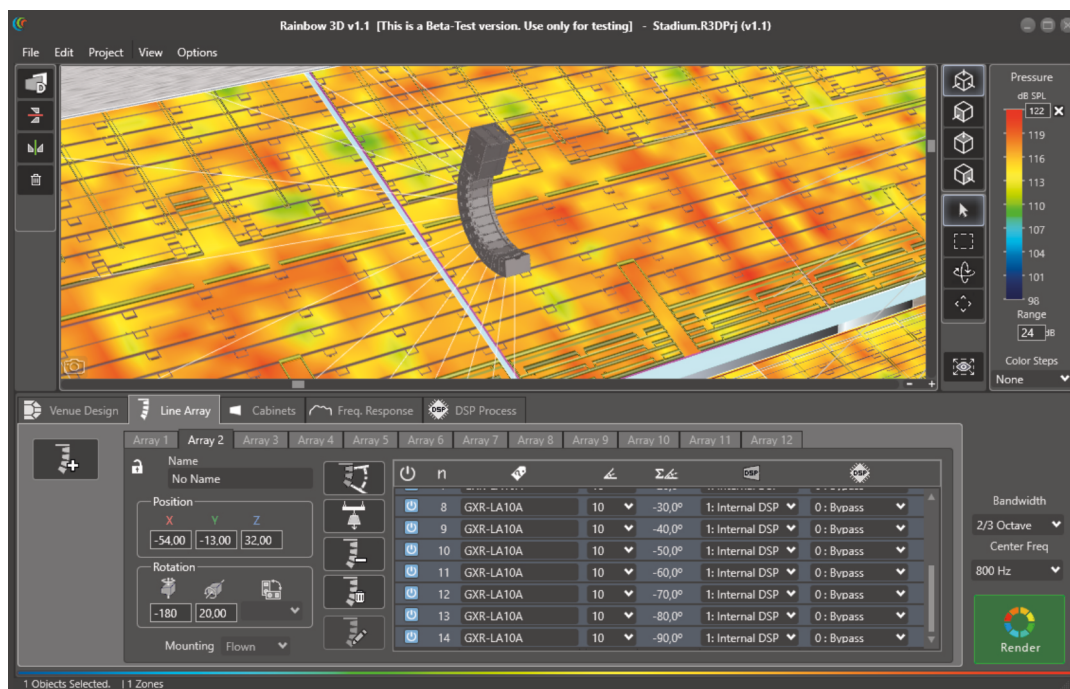 Rainbow 3D v1.1 [This is a Beta-Test version. Use only for testing] - Stadium.R3DPrj (v1.1)
File Edit Project View Options
D
Pressure
dB SPL
122
119
116
113
110
107
104
101
98
Range
24 dB
Color Steps
None
Venue Design Line Array Cabinets Freq. Response DSP DSP Process
Array 1 Array 2 Array 3 Array 4 Array 5 Array 6 Array 7 Array 8 Array 9 Array 10 Array 11 Array 12
Name
No Name
Position
X Y Z
-54,00 -13,00 32,00
Rotation
-180 20,00
Mounting Flown
n Σ DSP DSP
8 GXR-LA10A 10 -30,0º 1: Internal DSP 0 : Bypass
9 GXR-LA10A 10 -40,0º 1: Internal DSP 0 : Bypass
10 GXR-LA10A 10 -50,0º 1: Internal DSP 0 : Bypass
11 GXR-LA10A 10 -60,0º 1: Internal DSP 0 : Bypass
12 GXR-LA10A 10 -70,0º 1: Internal DSP 0 : Bypass
13 GXR-LA10A 10 -80,0º 1: Internal DSP 0 : Bypass
14 GXR-LA10A 10 -90,0º 1: Internal DSP 0 : Bypass
Bandwidth
2/3 Octave
Center Freq
800 Hz
Render
1 Objects Selected. | 1 Zones